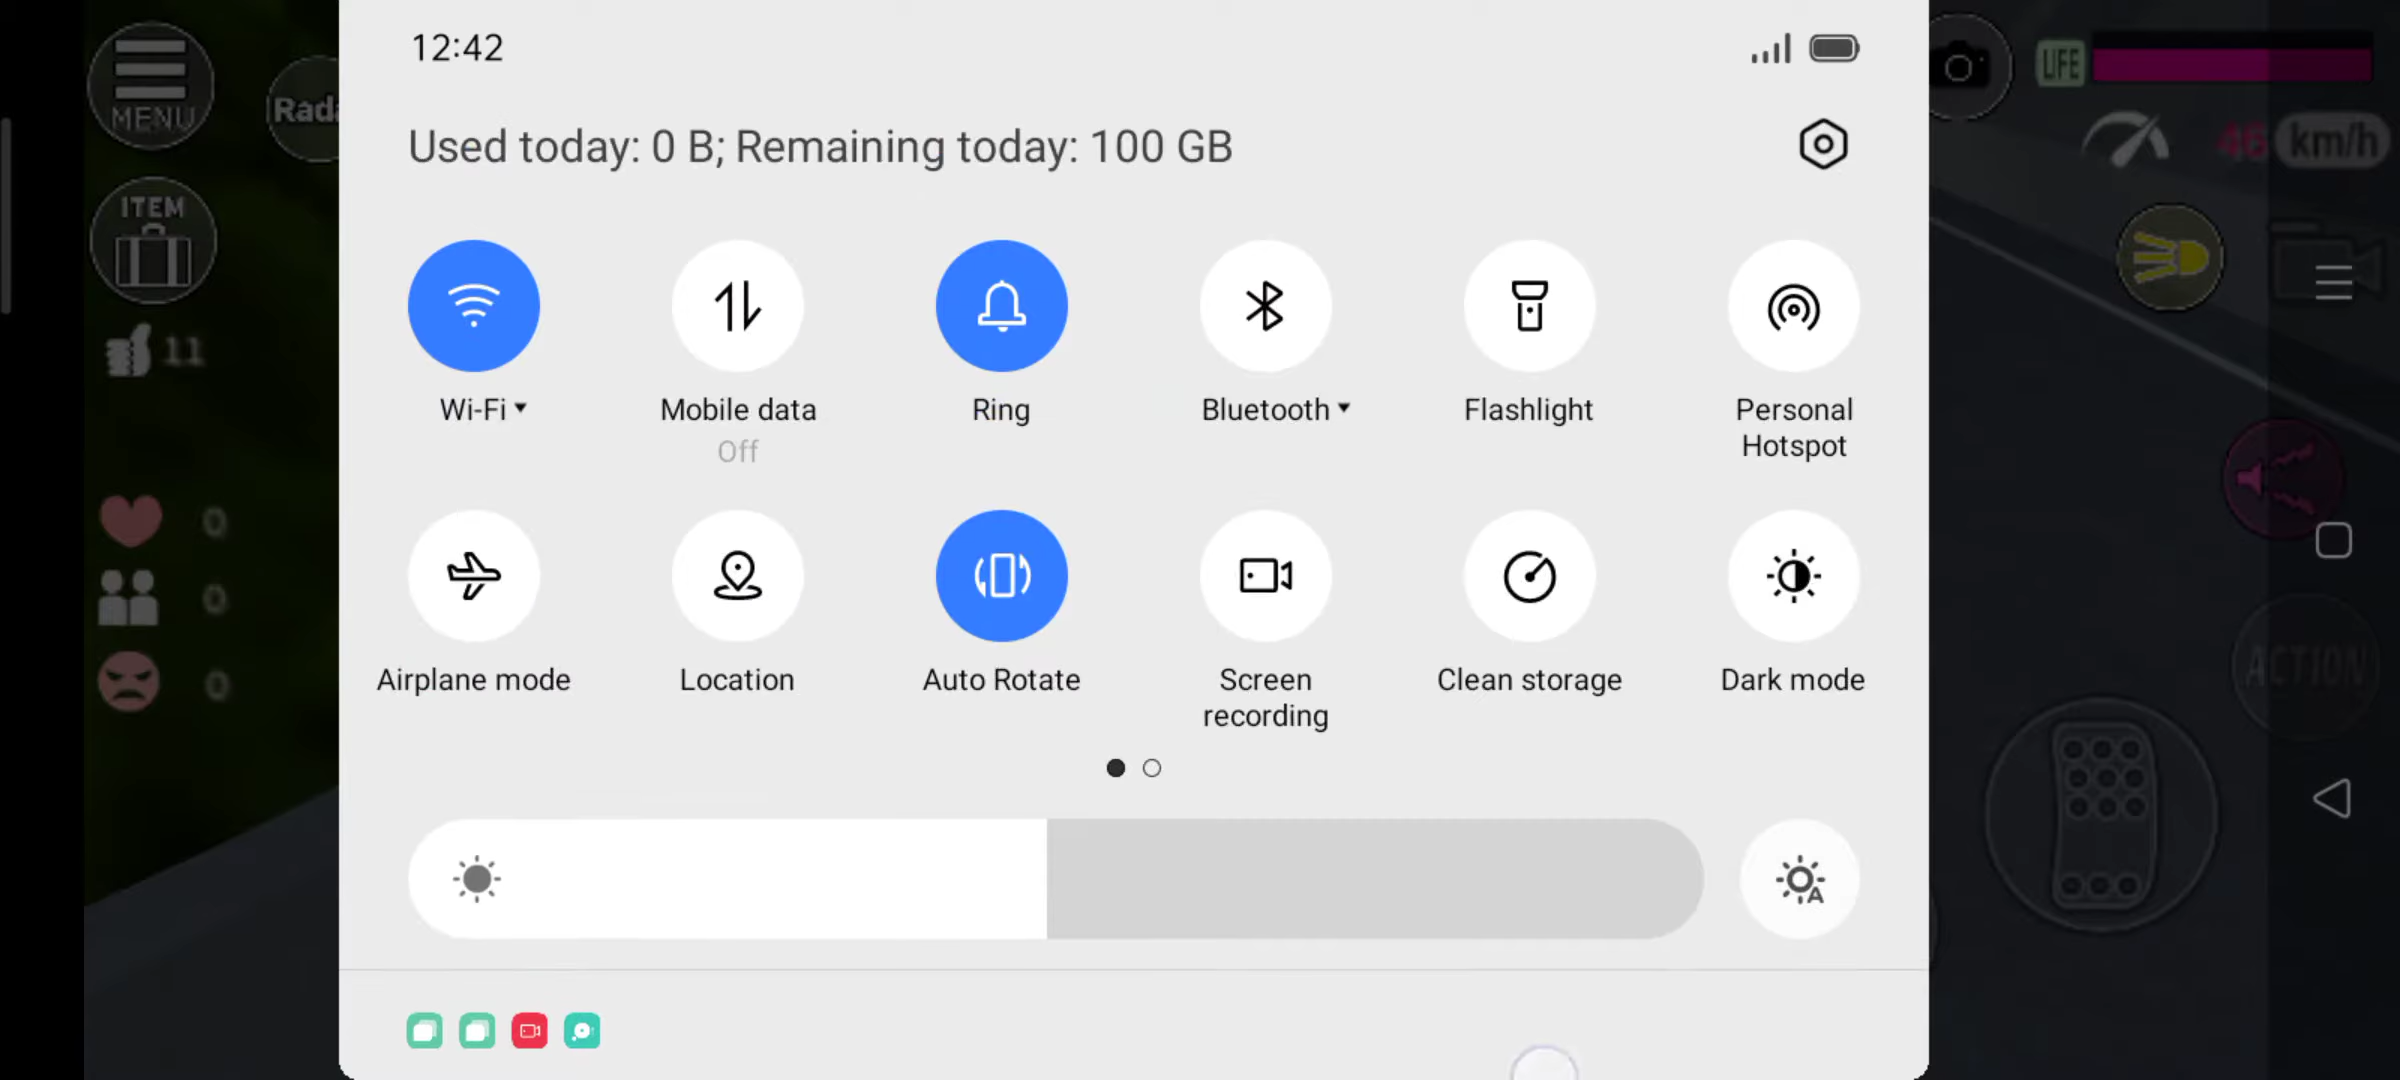 12:42
MENU
Rada
LIFE
Used today: 0 B; Remaining today: 100 GB
46 km/h
ITEM
11
Wi-Fi
Mobile data
Off
Ring
Bluetooth
Flashlight
Personal
Hotspot
0
0
0
Airplane mode
Location
Auto Rotate
Screen
recording
Clean storage
Dark mode
ACTION
A